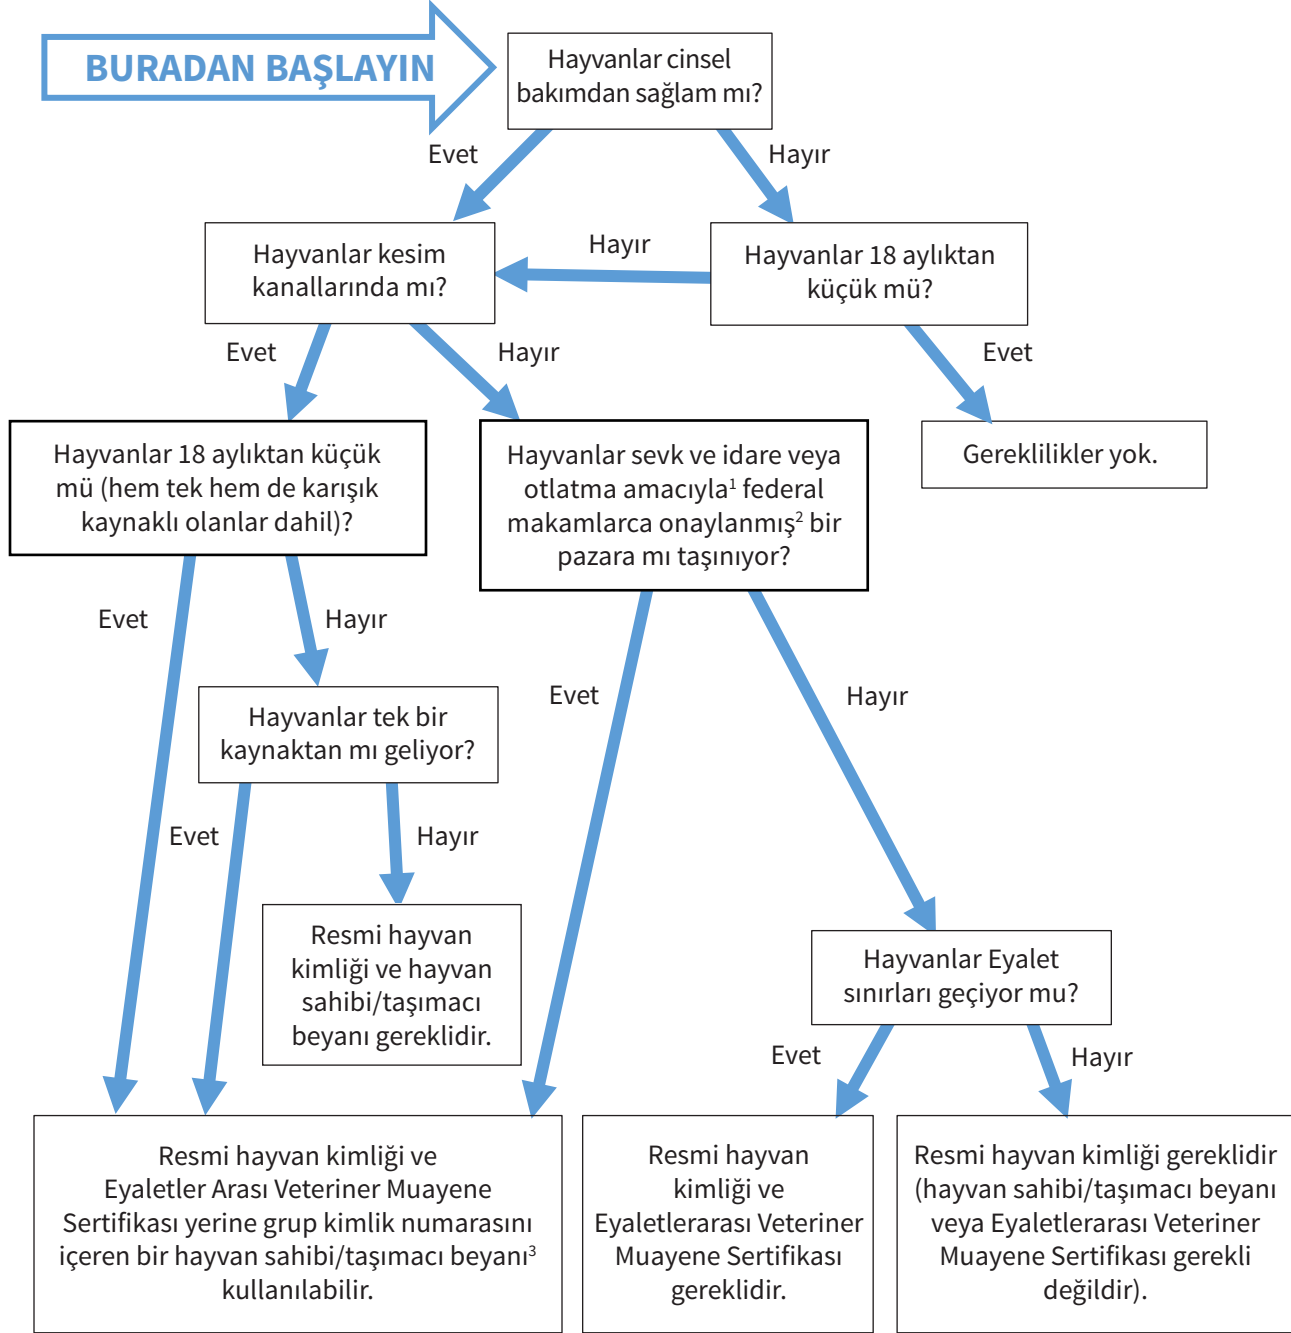 BURADAN BAŞLAYIN
Hayvanlar cinsel
bakımdan sağlam mı?
Evet
Hayır
Hayvanlar kesim
kanallarında mı?
Hayır
Hayvanlar 18 aylıktan
küçük mü?
Evet
Hayır
Evet
Hayvanlar 18 aylıktan küçük
mü (hem tek hem de karışık
kaynaklı olanlar dahil)?
Hayvanlar sevk ve idare veya
otlatma amacıyla¹ federal
makamlarca onaylanmış² bir
pazara mı taşınıyor?
Gereklilikler yok.
Evet
Hayır
Hayvanlar tek bir
kaynaktan mı geliyor?
Evet
Hayır
Evet
Hayır
Resmi hayvan
kimliği ve hayvan
sahibi/taşımacı
beyanı gereklidir.
Hayvanlar Eyalet
sınırları geçiyor mu?
Evet
Hayır
Resmi hayvan kimliği ve
Eyaletler Arası Veteriner Muayene
Sertifikası yerine grup kimlik numarasını
içeren bir hayvan sahibi/taşımacı beyanı³
kullanılabilir.
Resmi hayvan
kimliği ve
Eyaletlerarası Veteriner
Muayene Sertifikası
gereklidir.
Resmi hayvan kimliği gereklidir
(hayvan sahibi/taşımacı beyanı
veya Eyaletlerarası Veteriner
Muayene Sertifikası gerekli
değildir).